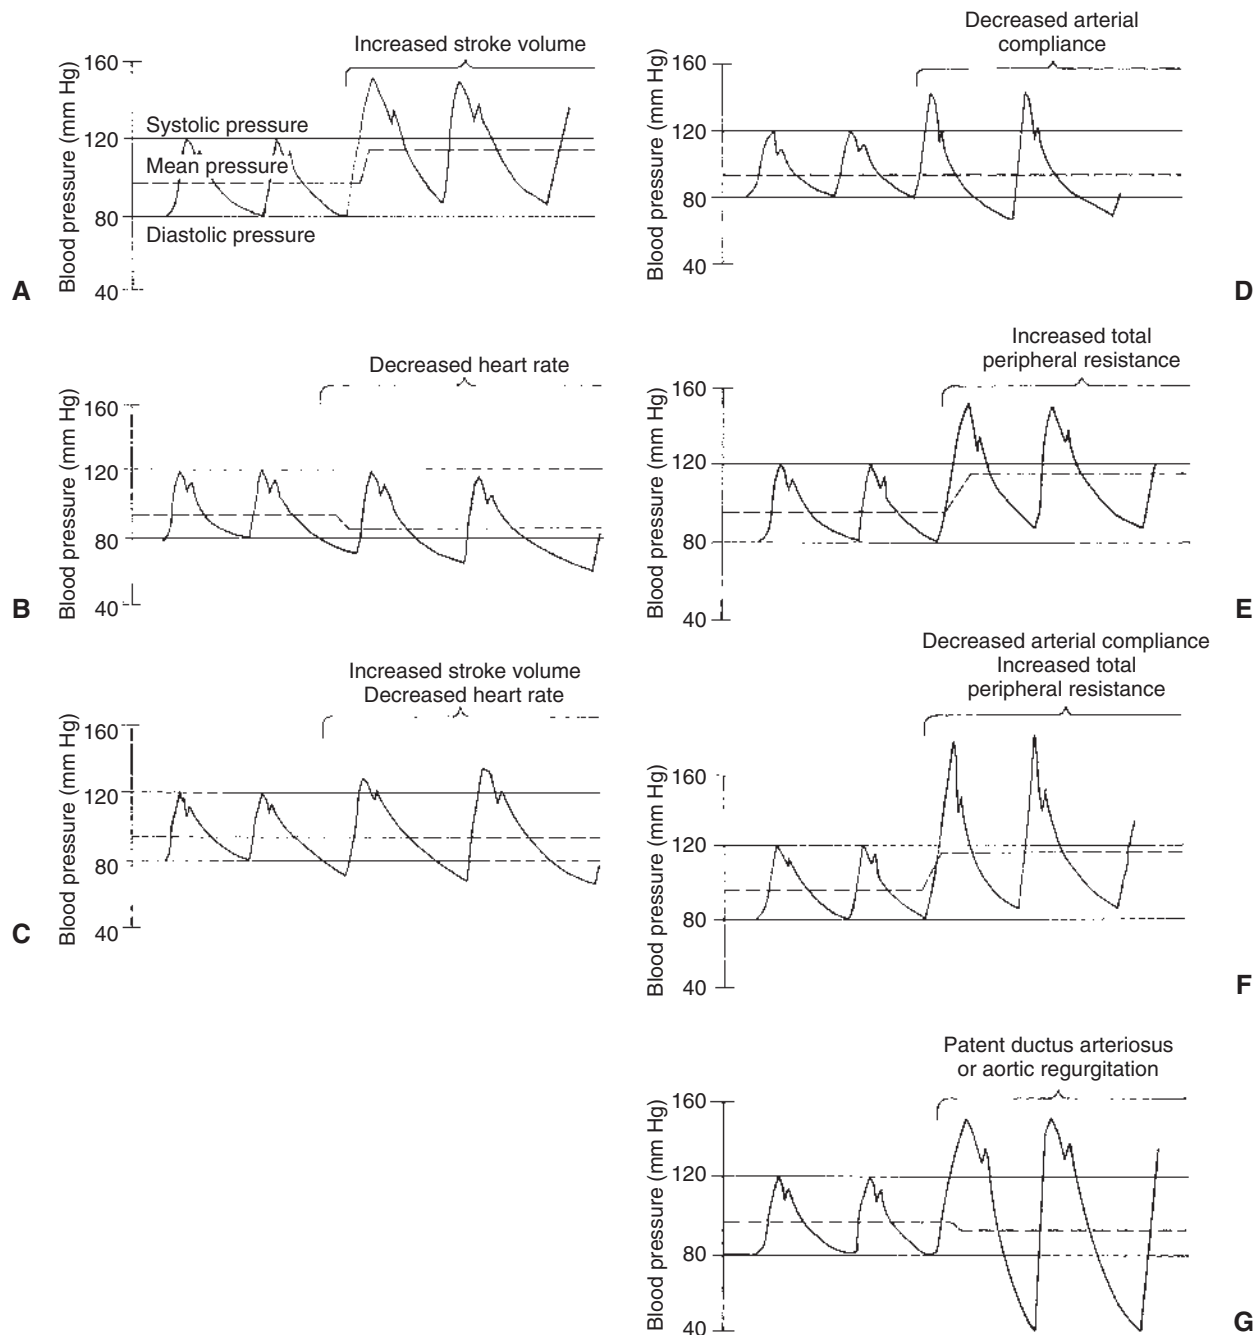 Increased stroke volume
160
120
80
40
Blood pressure (mm Hg)
Systolic pressure
Mean pressure
Diastolic pressure
A
Decreased heart rate
160
120
80
40
Blood pressure (mm Hg)
B
Increased stroke volume
Decreased heart rate
160
120
80
40
Blood pressure (mm Hg)
C
Decreased arterial
compliance
160
120
80
40
Blood pressure (mm Hg)
D
Increased total
peripheral resistance
160
120
80
40
Blood pressure (mm Hg)
E
Decreased arterial compliance
Increased total
peripheral resistance
160
120
80
40
Blood pressure (mm Hg)
F
Patent ductus arteriosus
or aortic regurgitation
160
120
80
40
Blood pressure (mm Hg)
G